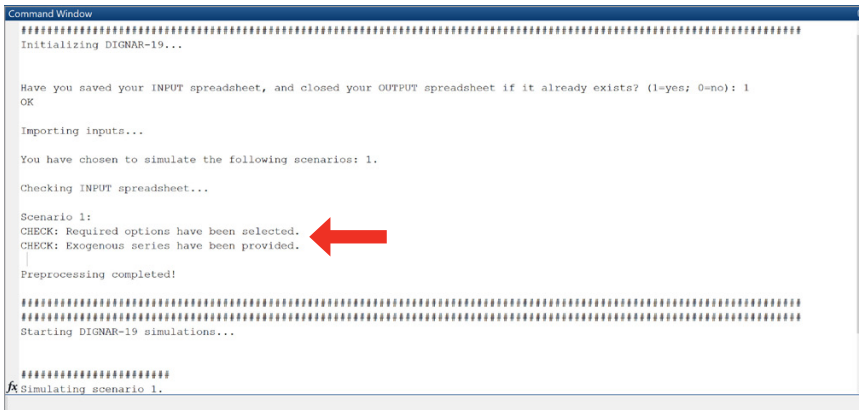 Command Window
########################################################################################################################
Initializing DIGNAR-19...
Have you saved your INPUT spreadsheet, and closed your OUTPUT spreadsheet if it already exists? (1=yes; 0=no): 1
OK
Importing inputs...
You have chosen to simulate the following scenarios: 1.
Checking INPUT spreadsheet...
Scenario 1:
CHECK: Required options have been selected.
CHECK: Exogenous series have been provided.
Preprocessing completed!
########################################################################################################################
########################################################################################################################
Starting DIGNAR-19 simulations...
#######################
fx Simulating scenario 1.